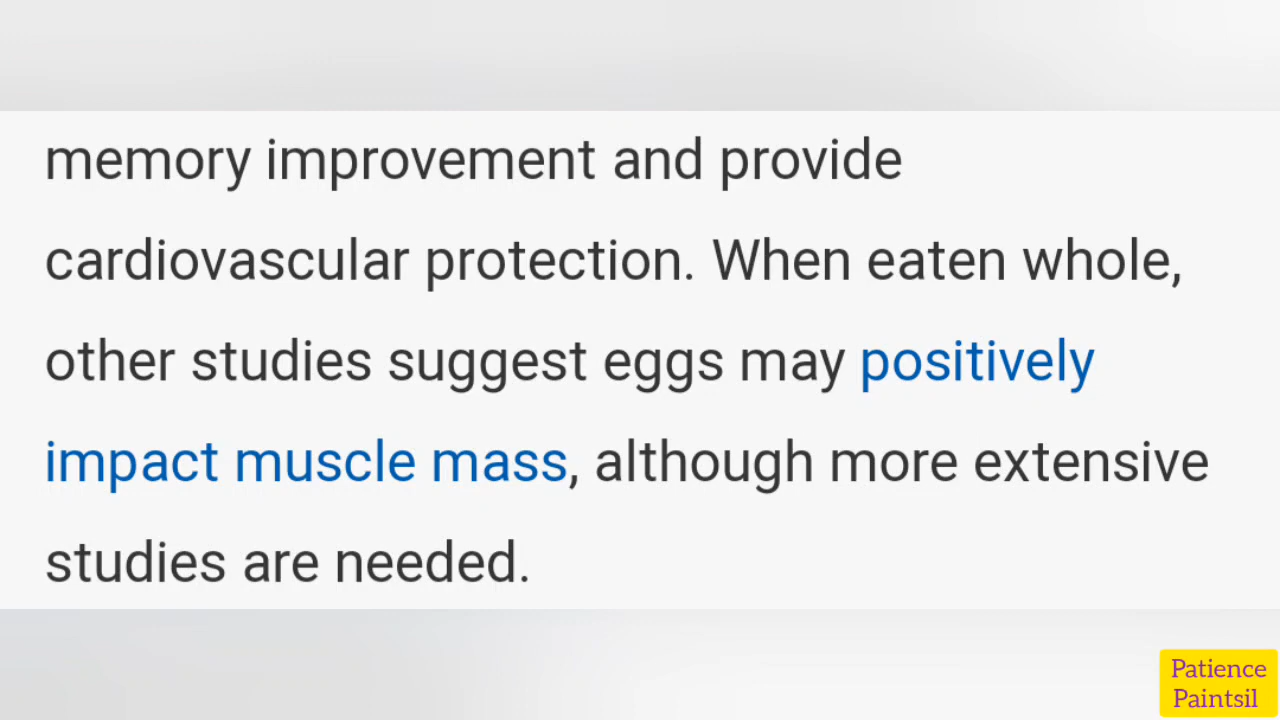 memory improvement and provide
cardiovascular protection. When eaten whole,
other studies suggest eggs may positively
impact muscle mass, although more extensive
studies are needed.
Patience
Paintsil